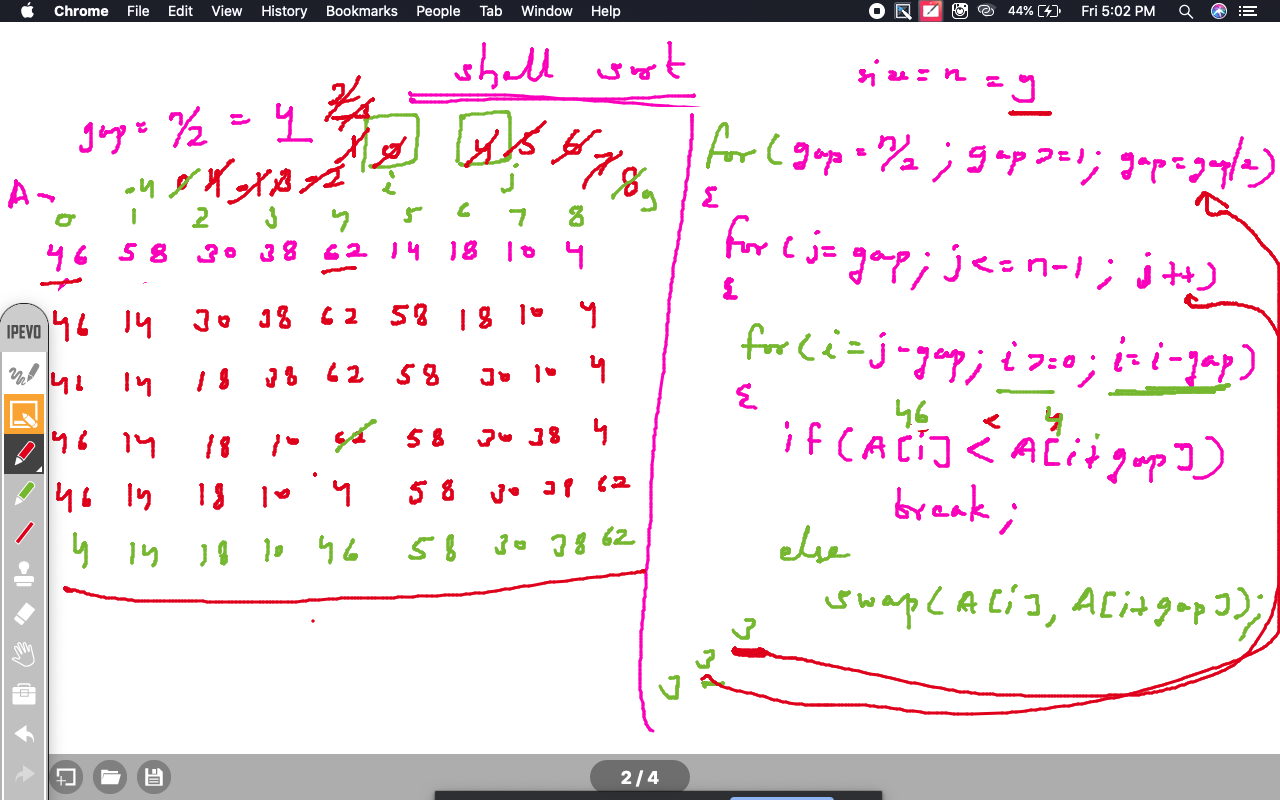 Chrome File Edit View History Bookmarks People Tab Window Help 44% Fri 5:02 PM
shell sort
size = n = 9
gap = n/2 = 4
0 4 5 6 7 8 9
-4 0 4 -1 3 -2 i j
A →
0 1 2 3 4 5 6 7 8
46 58 30 38 62 14 18 10 4
46 14 30 38 62 58 18 10 4
46 14 18 38 62 58 30 10 4
46 14 18 10 62 58 30 38 4
46 14 18 10 4 58 30 38 62
4 14 18 10 46 58 30 38 62
for( gap = n/2 ; gap >= 1; gap = gap/2)
{
for( j = gap; j <= n-1 ; j++)
{
for( i = j-gap; i >= 0; i = i-gap)
{
46 < 4
if( A[i] < A[i+gap])
break ;
else
swap( A[i], A[i+gap]);
}
}
}
IPEVO
2 / 4